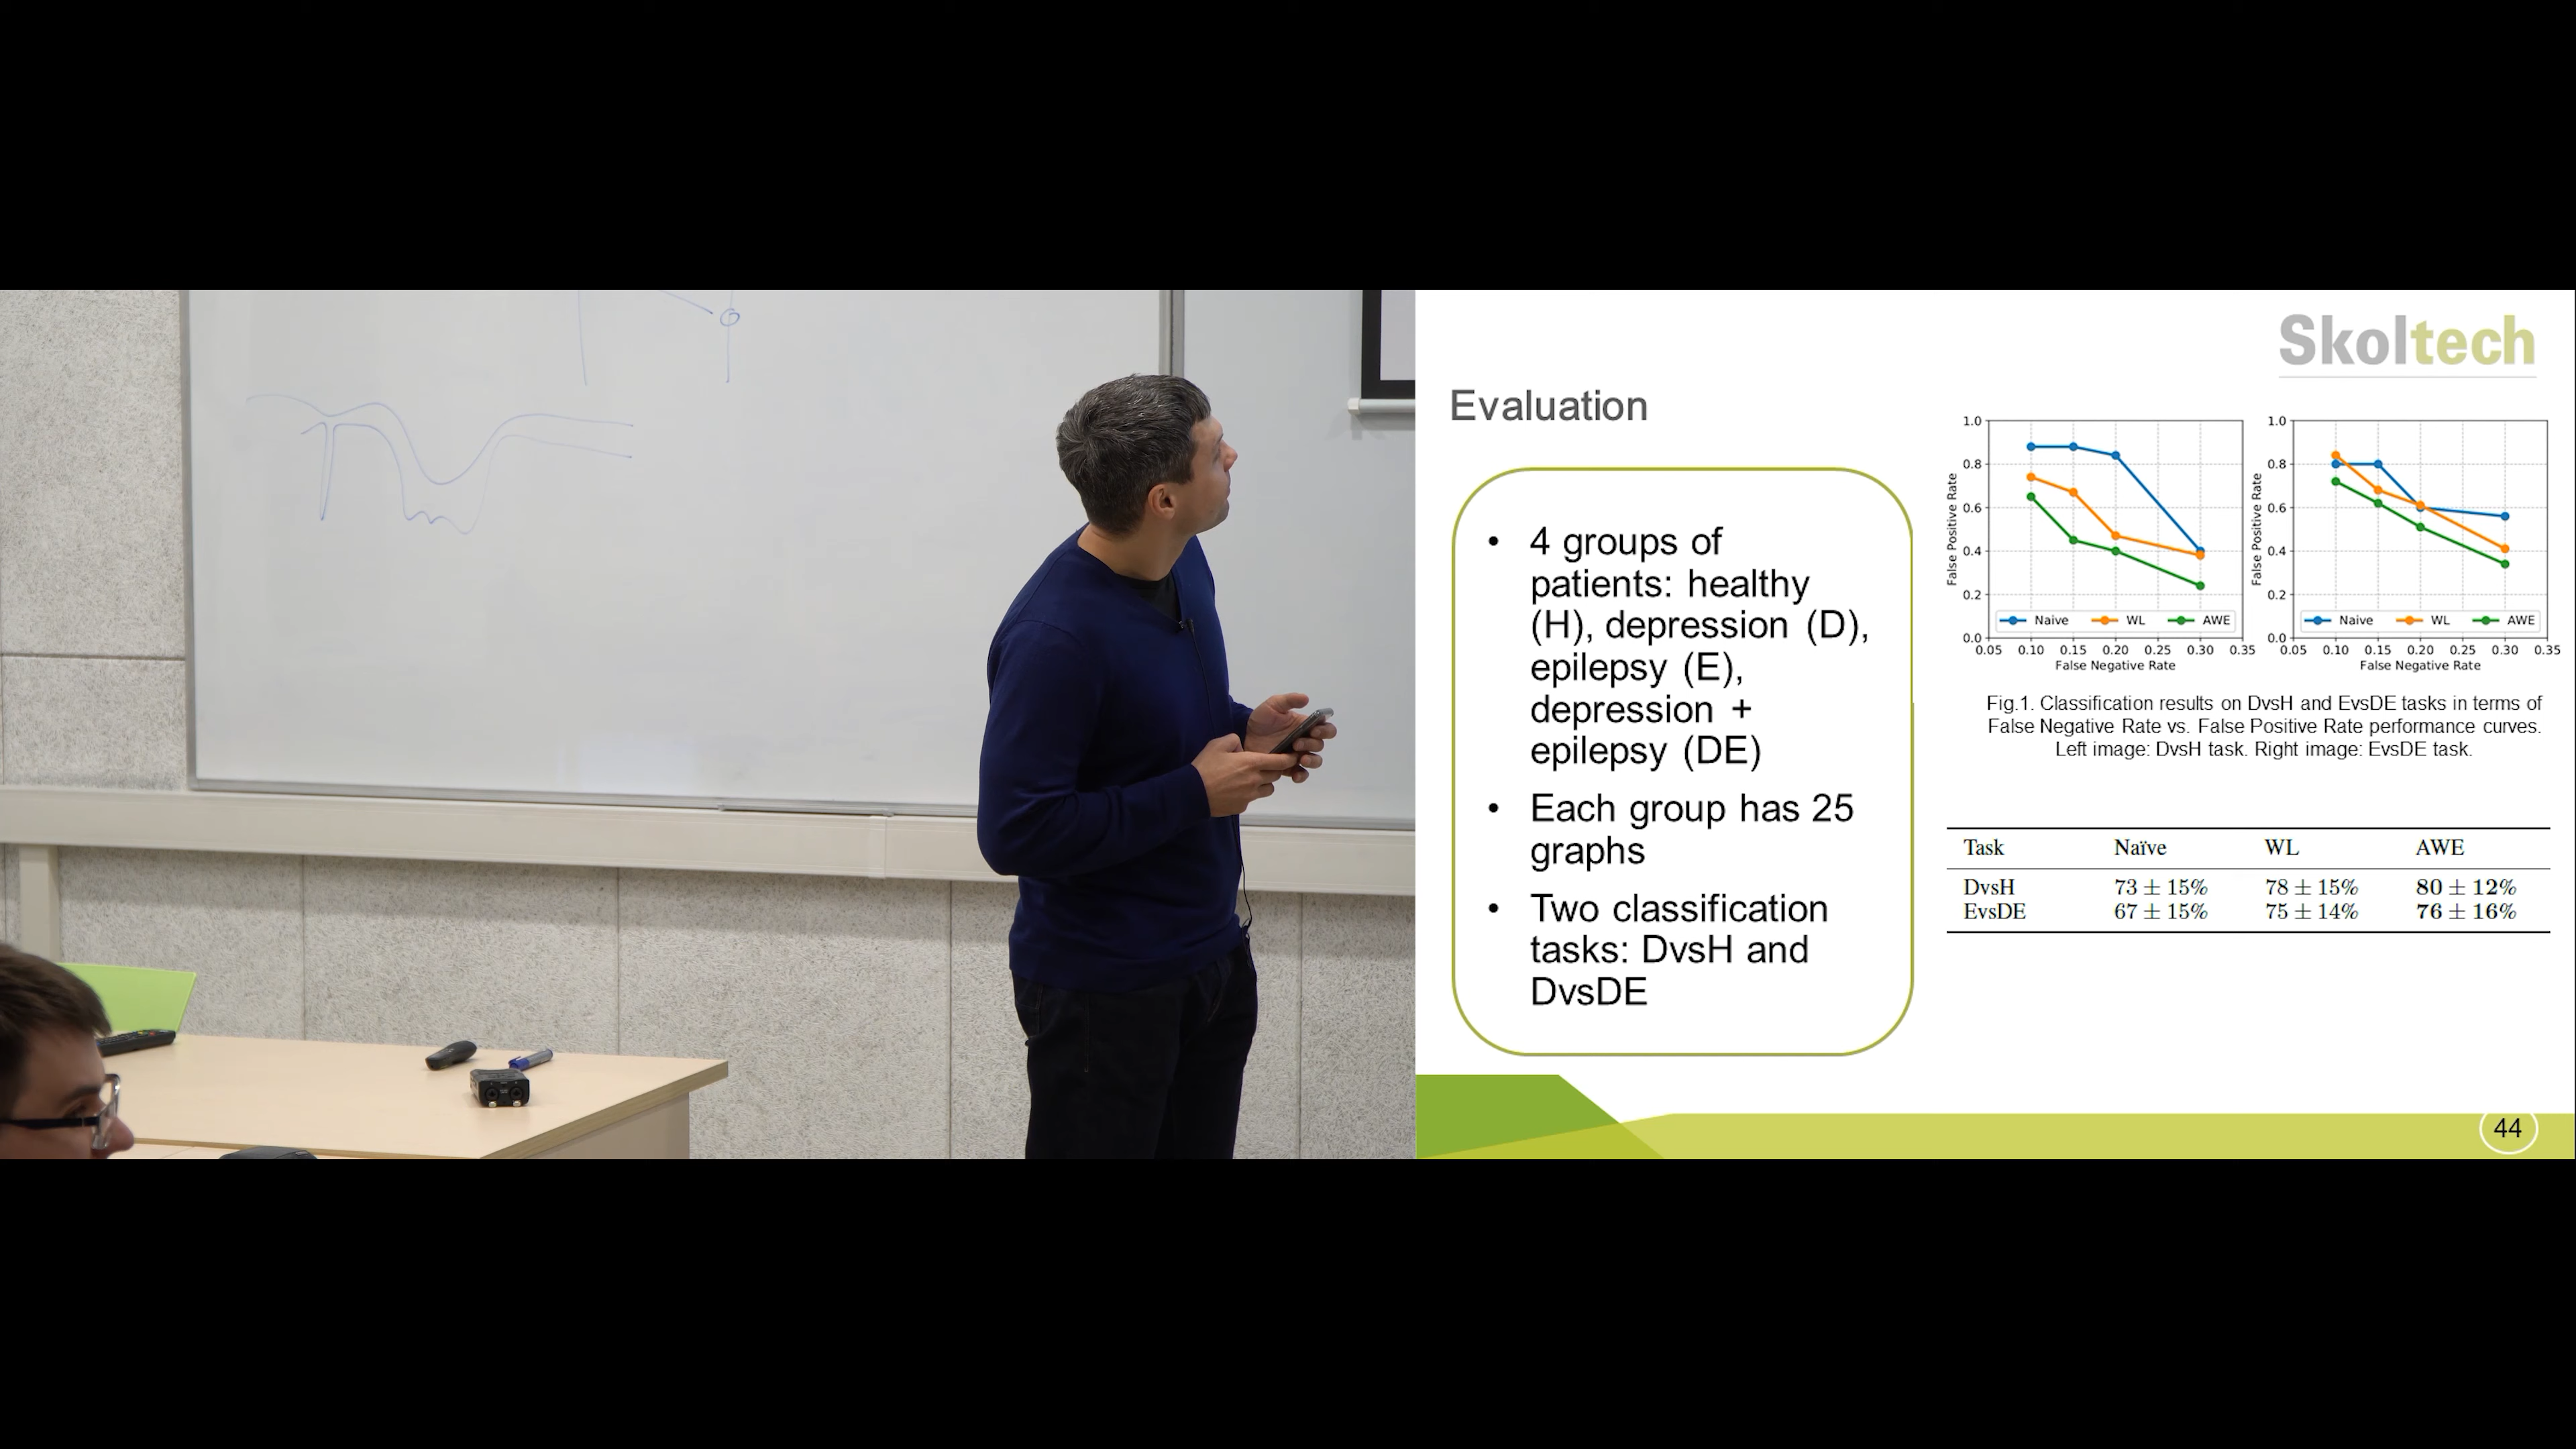 Skoltech
Evaluation
• 4 groups of
patients: healthy
(H), depression (D),
epilepsy (E),
depression +
epilepsy (DE)
• Each group has 25
graphs
• Two classification
tasks: DvsH and
DvsDE
1.0
0.8
0.6
0.4
0.2
0.0
False Positive Rate
Naive WL AWE
0.05 0.10 0.15 0.20 0.25 0.30 0.35
False Negative Rate
1.0
0.8
0.6
0.4
0.2
0.0
False Positive Rate
Naive WL AWE
0.05 0.10 0.15 0.20 0.25 0.30 0.35
False Negative Rate
Fig.1. Classification results on DvsH and EvsDE tasks in terms of
False Negative Rate vs. False Positive Rate performance curves.
Left image: DvsH task. Right image: EvsDE task.
Task Naïve WL AWE
DvsH 73 ± 15% 78 ± 15% 80 ± 12%
EvsDE 67 ± 15% 75 ± 14% 76 ± 16%
44